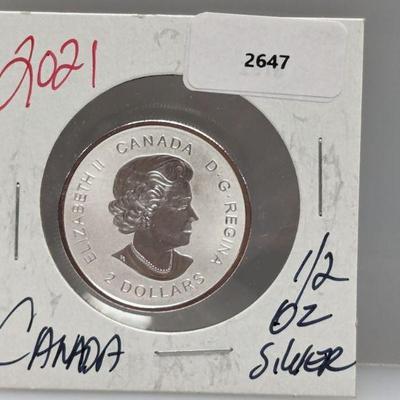 2021
2647
ELIZABETH II CANADA D·G·REGINA
2 DOLLARS
CANADA
1/2
OZ
SILVER